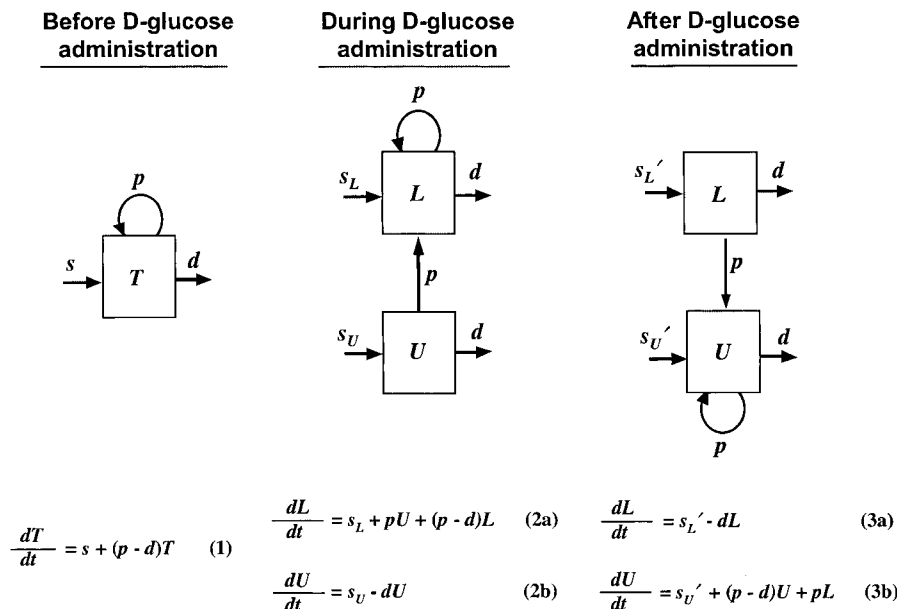 Before D-glucose
administration
During D-glucose
administration
After D-glucose
administration
p
s
T
d
p
s_L
L
d
p
s_U
U
d
s_L′
L
d
p
s_U′
U
d
p
dT/dt = s + (p - d)T (1)
dL/dt = s_L + pU + (p - d)L (2a)
dU/dt = s_U - dU (2b)
dL/dt = s_L′ - dL (3a)
dU/dt = s_U′ + (p - d)U + pL (3b)